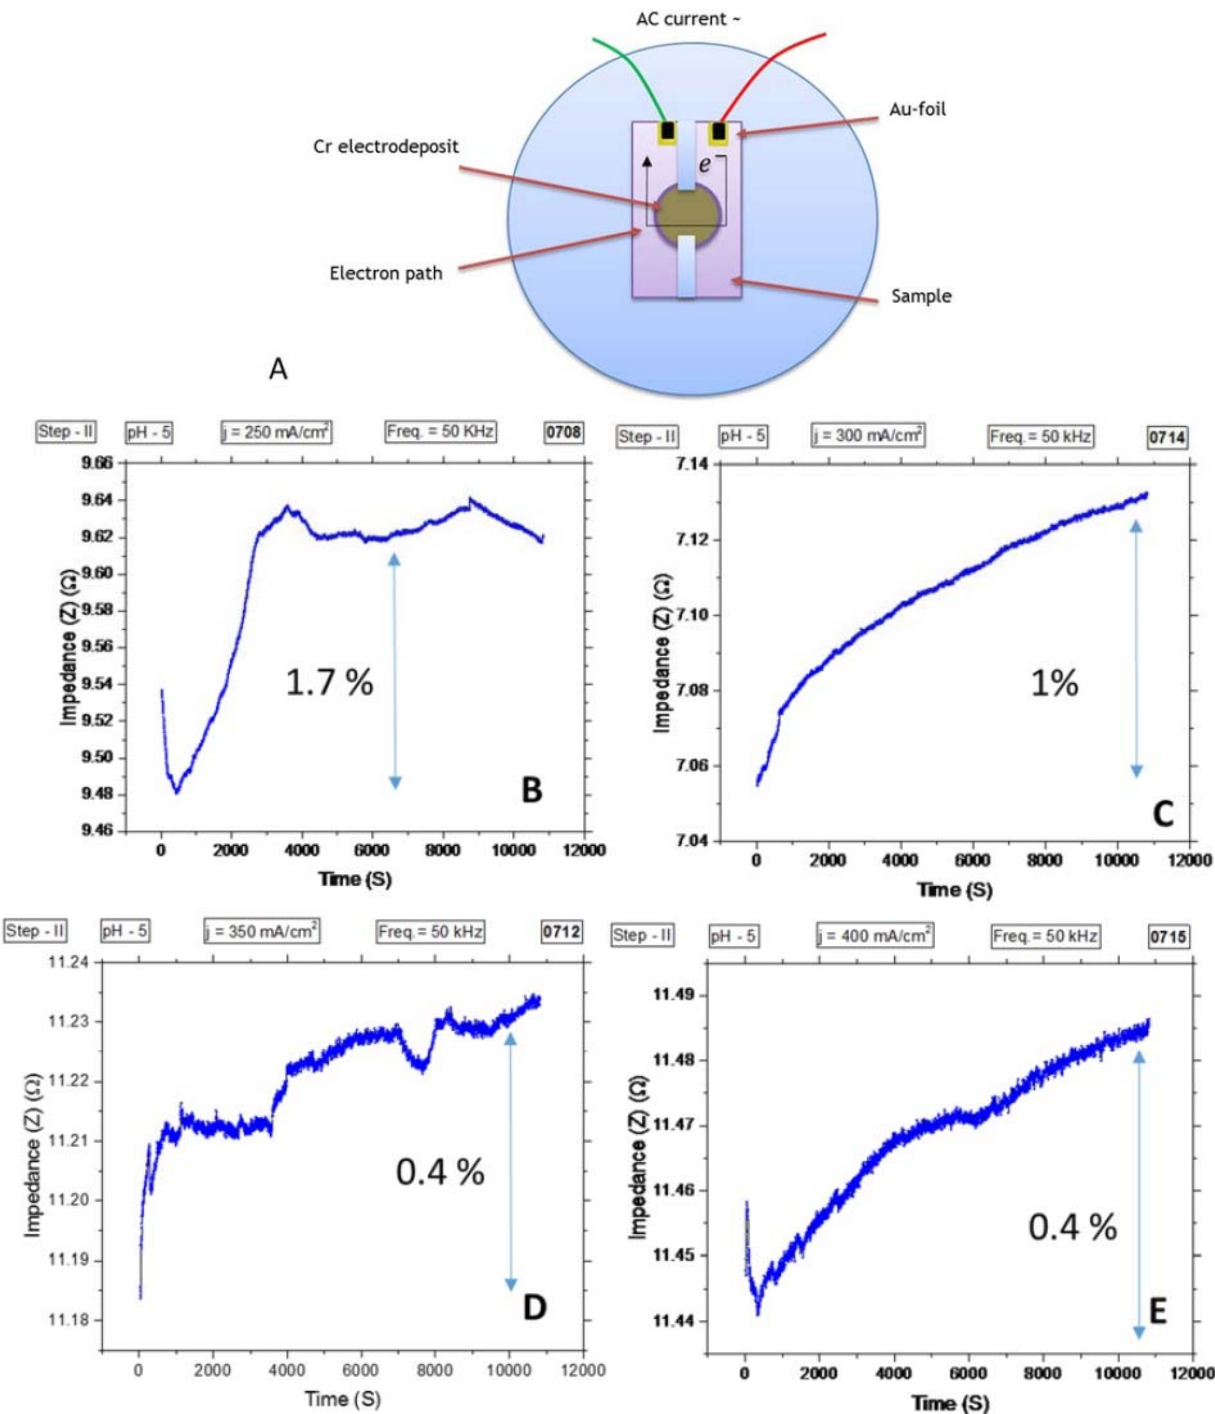 AC current ~
Au-foil
Cr electrodeposit
e⁻
Electron path
Sample
A
Step - II pH - 5 j = 250 mA/cm² Freq. = 50 KHz 0708
9.66
9.64
9.62
9.60
9.58
9.56
9.54
9.52
9.50
9.48
9.46
Impedance (Z) (Ω)
1.7 %
B
0 2000 4000 6000 8000 10000 12000
Time (S)
Step - II pH - 5 j = 300 mA/cm² Freq. = 50 kHz 0714
7.14
7.12
7.10
7.08
7.06
7.04
Impedance (Z) (Ω)
1%
C
0 2000 4000 6000 8000 10000 12000
Time (S)
Step - II pH - 5 j = 350 mA/cm² Freq. = 50 kHz 0712
11.24
11.23
11.22
11.21
11.20
11.19
11.18
Impedance (Z) (Ω)
0.4 %
D
0 2000 4000 6000 8000 10000 12000
Time (S)
Step - II pH - 5 j = 400 mA/cm² Freq. = 50 kHz 0715
11.49
11.48
11.47
11.46
11.45
11.44
Impedance (Z) (Ω)
0.4 %
E
0 2000 4000 6000 8000 10000 12000
Time (S)